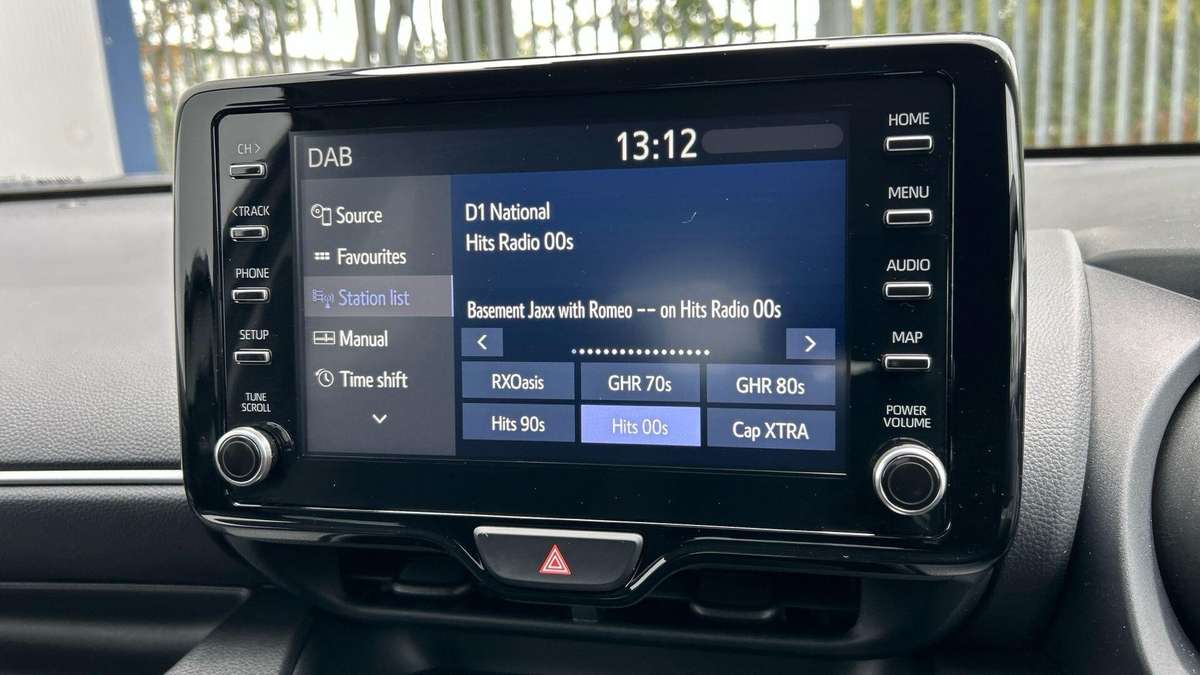 DAB
13:12
Source
Favourites
Station list
Manual
Time shift
D1 National
Hits Radio 00s
Basement Jaxx with Romeo -- on Hits Radio 00s
<
>
RXOasis
GHR 70s
GHR 80s
Hits 90s
Hits 00s
Cap XTRA
CH >
< TRACK
PHONE
SETUP
TUNE
SCROLL
HOME
MENU
AUDIO
MAP
POWER
VOLUME